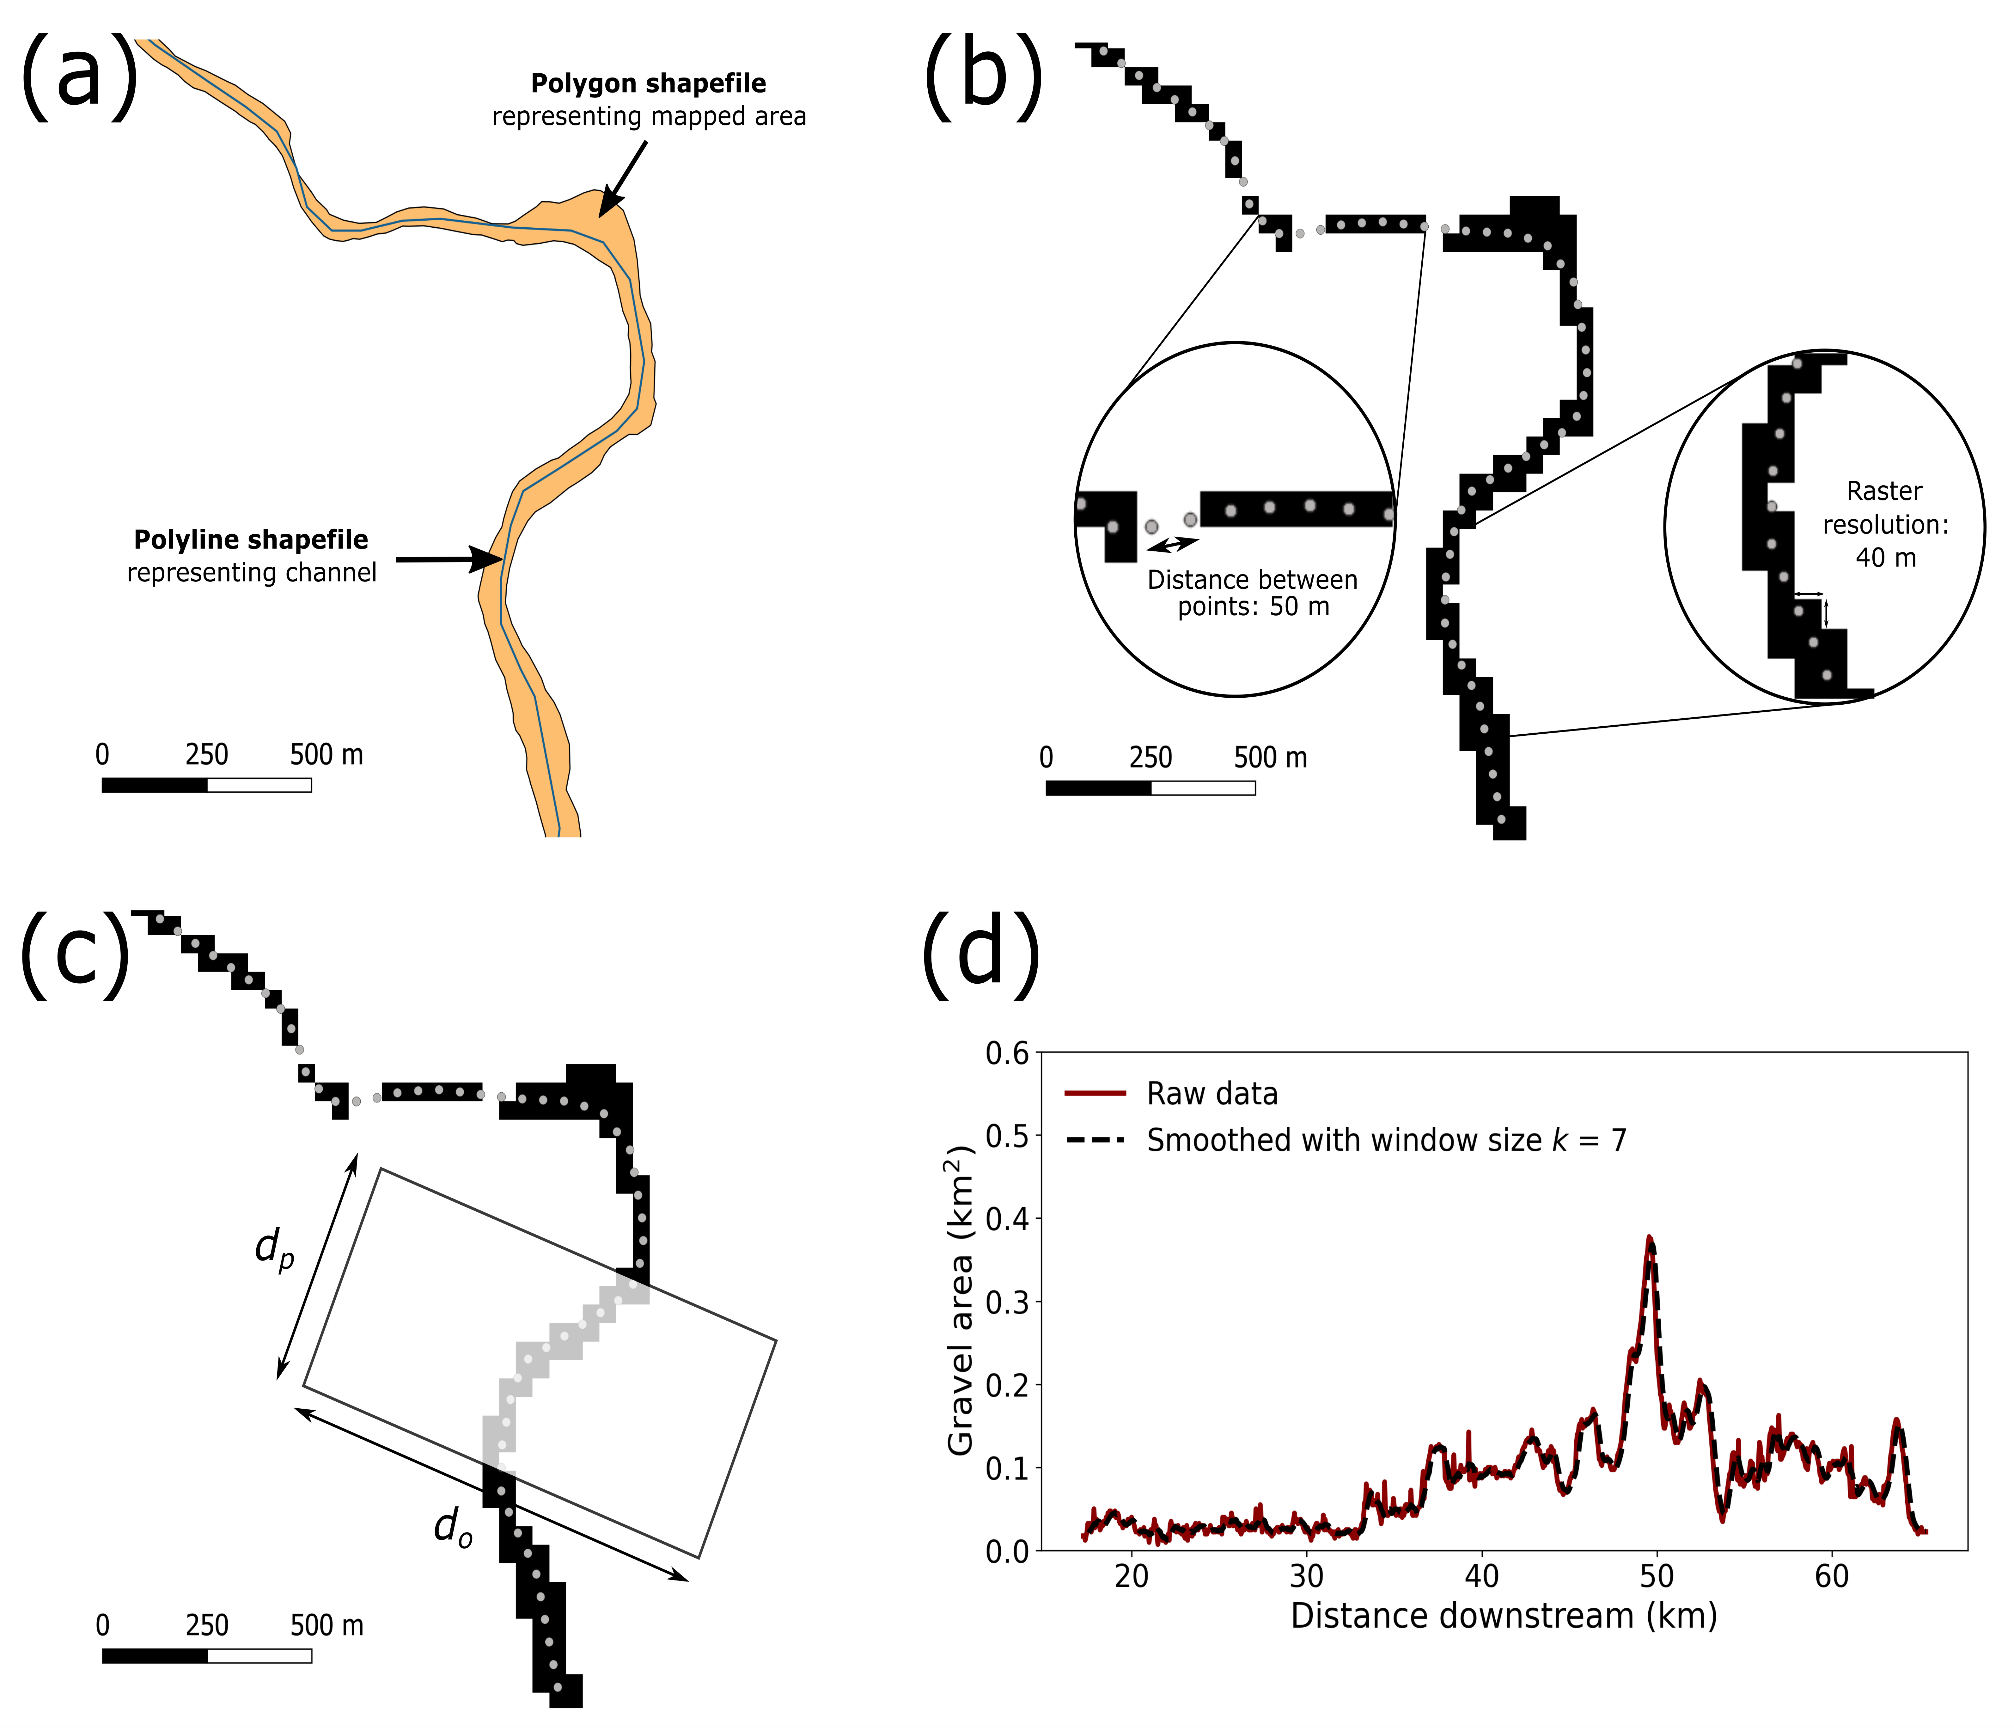 (a)
Polygon shapefile
representing mapped area
Polyline shapefile
representing channel
0 250 500 m
(b)
Distance between
points: 50 m
Raster
resolution:
40 m
0 250 500 m
(c)
dp
do
0 250 500 m
(d)
Raw data
Smoothed with window size k = 7
Gravel area (km²)
0.6
0.5
0.4
0.3
0.2
0.1
0.0
20 30 40 50 60
Distance downstream (km)